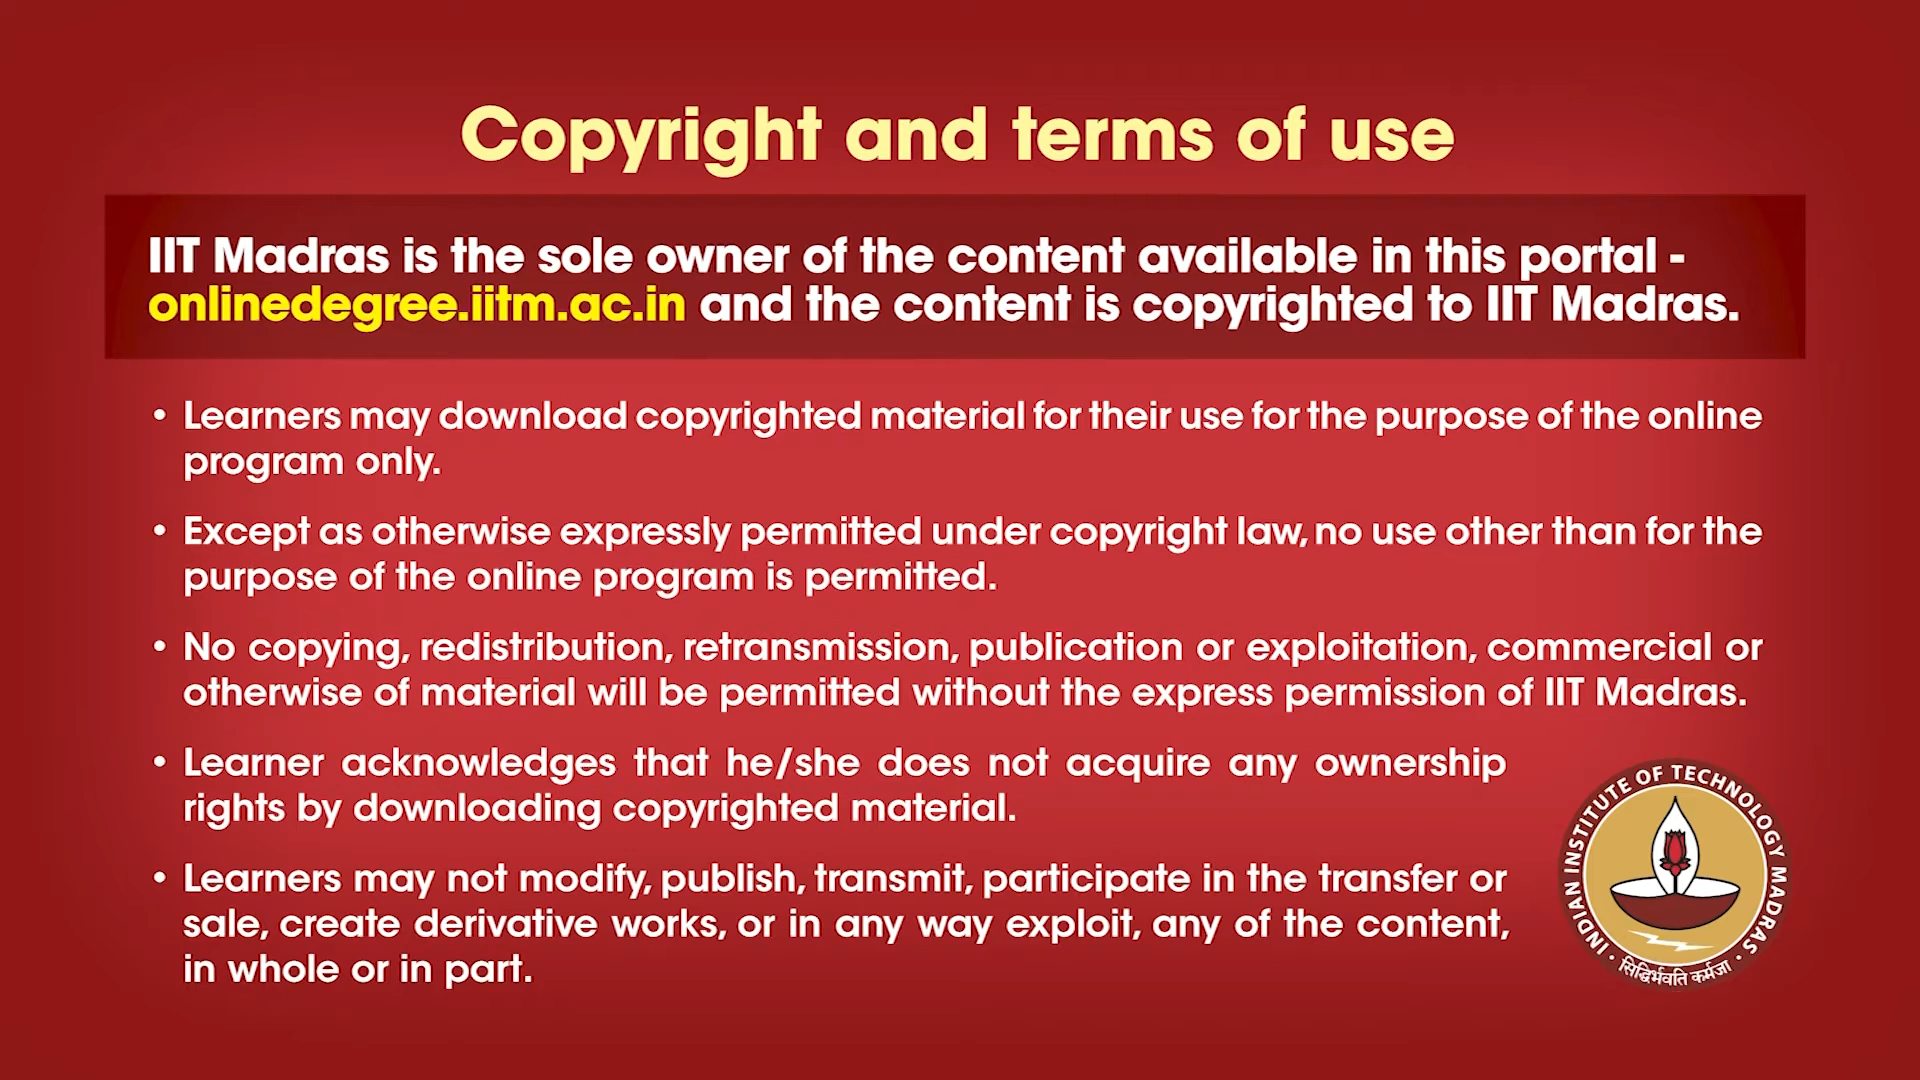 Copyright and terms of use
IIT Madras is the sole owner of the content available in this portal -
onlinedegree.iitm.ac.in and the content is copyrighted to IIT Madras.
• Learners may download copyrighted material for their use for the purpose of the online
program only.
• Except as otherwise expressly permitted under copyright law, no use other than for the
purpose of the online program is permitted.
• No copying, redistribution, retransmission, publication or exploitation, commercial or
otherwise of material will be permitted without the express permission of IIT Madras.
• Learner acknowledges that he/she does not acquire any ownership
rights by downloading copyrighted material.
• Learners may not modify, publish, transmit, participate in the transfer or
sale, create derivative works, or in any way exploit, any of the content,
in whole or in part.
INDIAN INSTITUTE OF TECHNOLOGY MADRAS
सिद्धिर्भवति कर्मजा